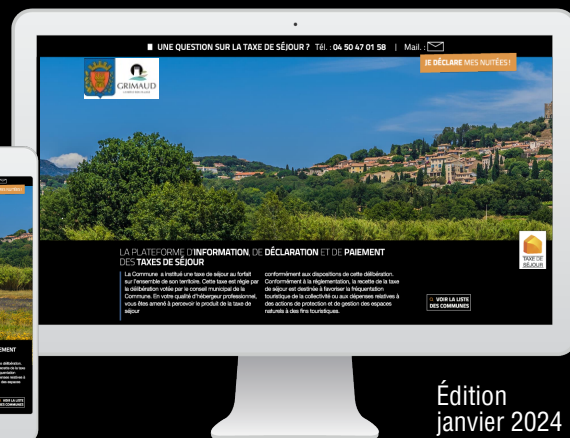 UNE QUESTION SUR LA TAXE DE SÉJOUR ? Tél. : 04 50 47 01 58 | Mail. :
JE DÉCLARE MES NUITÉES !
GRIMAUD
LA PLATEFORME D'INFORMATION, DE DÉCLARATION ET DE PAIEMENT
DES TAXES DE SÉJOUR
La Commune a institué une taxe de séjour au forfait
sur l'ensemble de son territoire. Cette taxe est régie par
la délibération votée par le conseil municipal de la
Commune. En votre qualité d'hébergeur professionnel,
vous êtes amené à percevoir le produit de la taxe de
séjour
conformément aux dispositions de cette délibération.
Conformément à la réglementation, la recette de la taxe
de séjour est destinée à favoriser la fréquentation
touristique de la collectivité ou aux dépenses relatives à
des actions de protection et de gestion des espaces
naturels à des fins touristiques.
TAXE DE
SÉJOUR
VOIR LA LISTE
DES COMMUNES
EMENT
VOIR LA LISTE
DES COMMUNES
Édition
janvier 2024